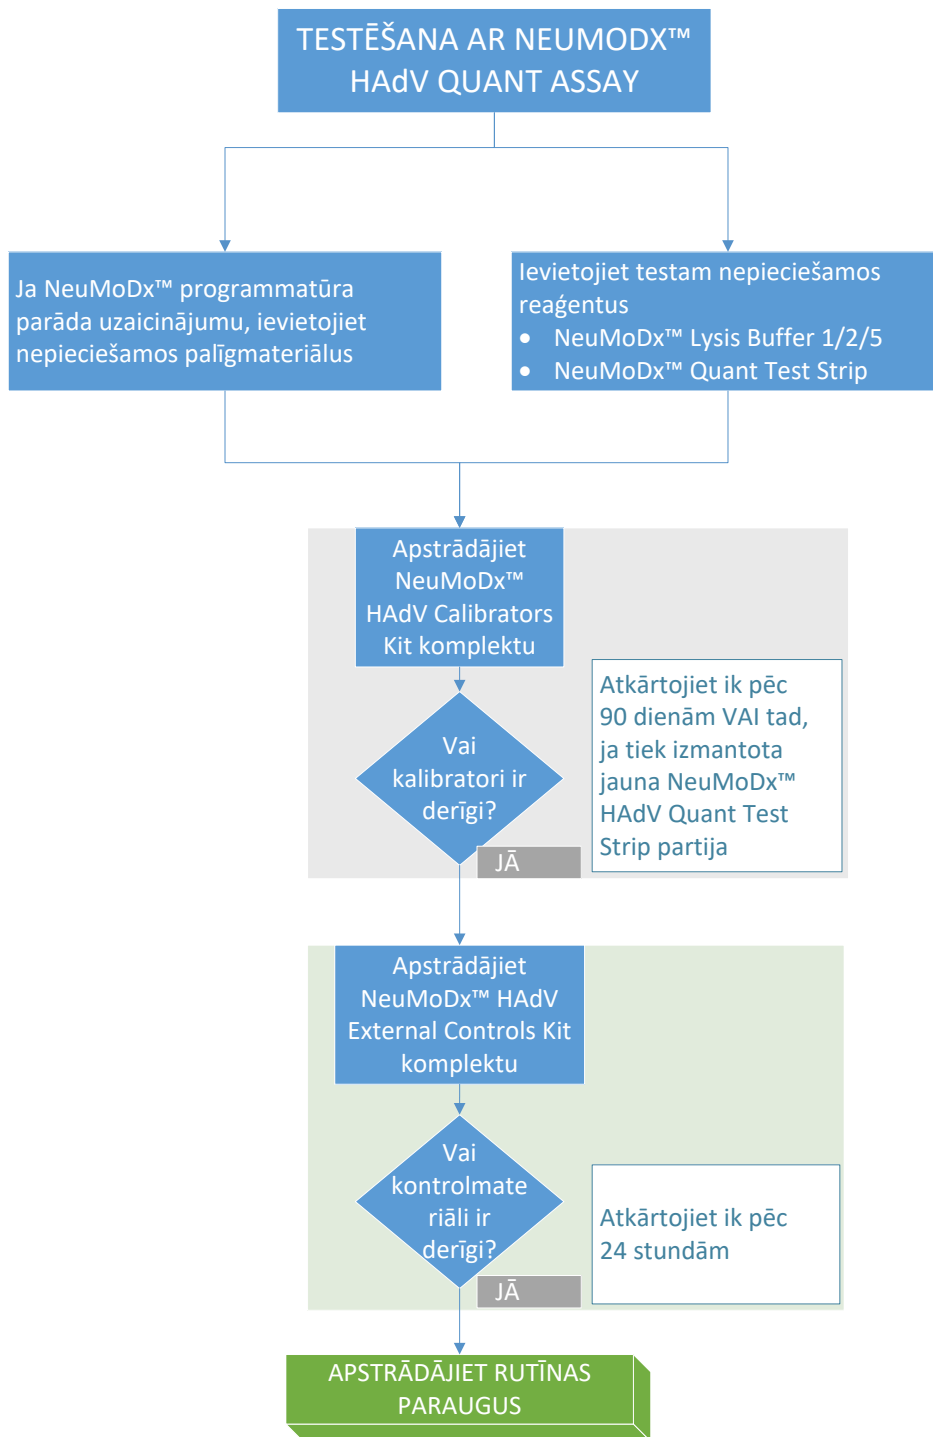 TESTĒŠANA AR NEUMODX™
HAdV QUANT ASSAY
Ja NeuMoDx™ programmatūra
parāda uzaicinājumu, ievietojiet
nepieciešamos palīgmateriālus
Ievietojiet testam nepieciešamos
reaģentus
• NeuMoDx™ Lysis Buffer 1/2/5
• NeuMoDx™ Quant Test Strip
Apstrādājiet
NeuMoDx™
HAdV Calibrators
Kit komplektu
Vai
kalibratori ir
derīgi?
JĀ
Atkārtojiet ik pēc
90 dienām VAI tad,
ja tiek izmantota
jauna NeuMoDx™
HAdV Quant Test
Strip partija
Apstrādājiet
NeuMoDx™ HAdV
External Controls Kit
komplektu
Vai
kontrolmate
riāli ir
derīgi?
JĀ
Atkārtojiet ik pēc
24 stundām
APSTRĀDĀJIET RUTĪNAS
PARAUGUS